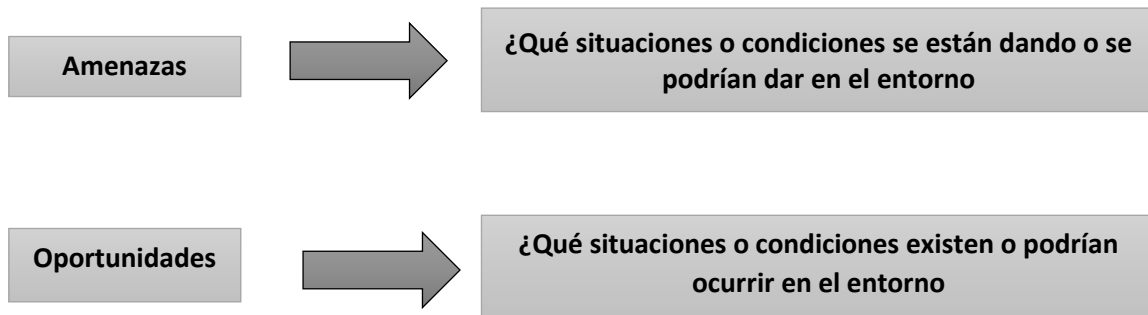 Amenazas
¿Qué situaciones o condiciones se están dando o se
podrían dar en el entorno
Oportunidades
¿Qué situaciones o condiciones existen o podrían
ocurrir en el entorno